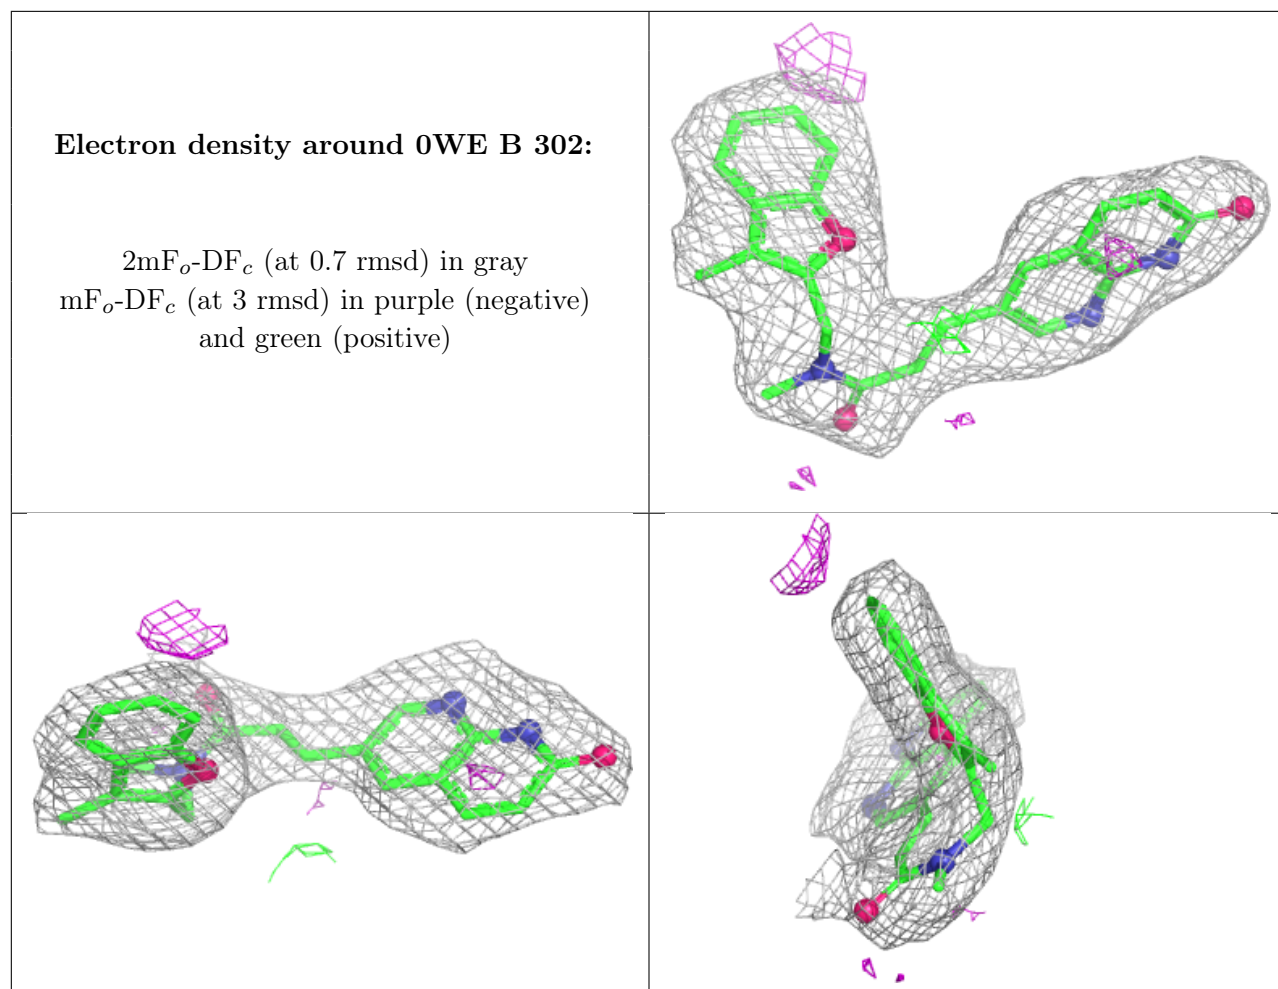 Electron density around 0WE B 302:
2mFo-DFc (at 0.7 rmsd) in gray
mFo-DFc (at 3 rmsd) in purple (negative)
and green (positive)